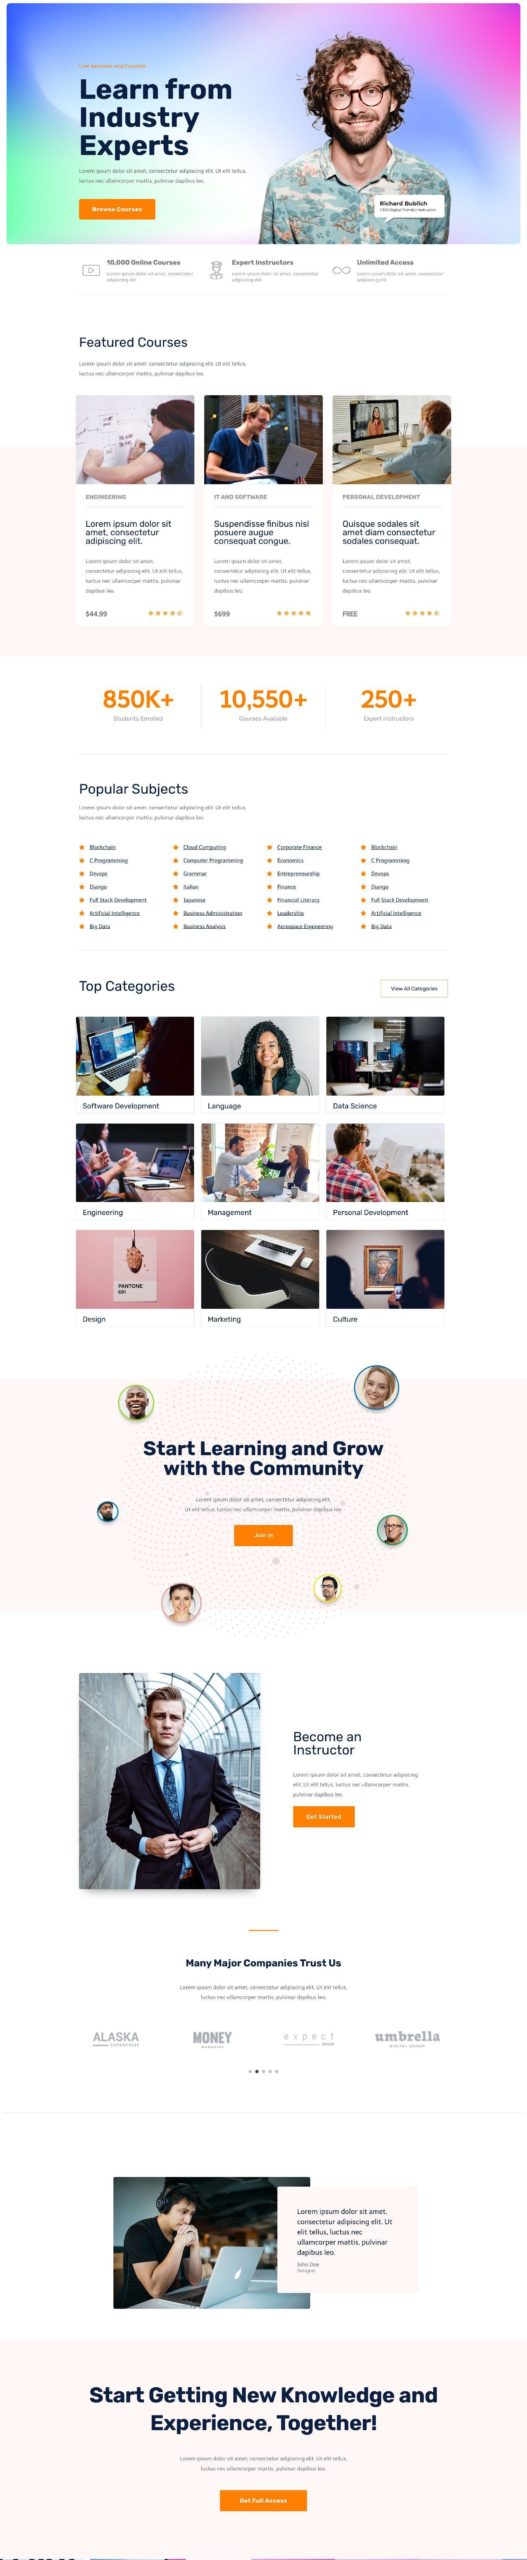 Live Sessions and Courses
Learn from
Industry
Experts
Lorem ipsum dolor sit amet, consectetur adipiscing elit. Ut elit tellus,
luctus nec ullamcorper mattis, pulvinar dapibus leo.
Browse Courses
Richard Bublich
CEO Digital Trends | Instructor
10,000 Online Courses
Lorem ipsum dolor sit amet, consectetur
adipiscing elit.
Expert Instructors
Lorem ipsum dolor sit amet, consectetur
adipiscing elit.
Unlimited Access
Lorem ipsum dolor sit amet, consectetur
adipiscing elit.
Featured Courses
Lorem ipsum dolor sit amet, consectetur adipiscing elit. Ut elit tellus,
luctus nec ullamcorper mattis, pulvinar dapibus leo.
ENGINEERING
Lorem ipsum dolor sit
amet, consectetur
adipiscing elit.
Lorem ipsum dolor sit amet,
consectetur adipiscing elit. Ut elit tellus,
luctus nec ullamcorper mattis, pulvinar
dapibus leo.
$44.99
IT AND SOFTWARE
Suspendisse finibus nisl
posuere augue
consequat congue.
Lorem ipsum dolor sit amet,
consectetur adipiscing elit. Ut elit tellus,
luctus nec ullamcorper mattis, pulvinar
dapibus leo.
$699
PERSONAL DEVELOPMENT
Quisque sodales sit
amet diam consectetur
sodales consequat.
Lorem ipsum dolor sit amet,
consectetur adipiscing elit. Ut elit tellus,
luctus nec ullamcorper mattis, pulvinar
dapibus leo.
FREE
850K+
Students Enrolled
10,550+
Courses Available
250+
Expert Instructors
Popular Subjects
Lorem ipsum dolor sit amet, consectetur adipiscing elit. Ut elit tellus,
luctus nec ullamcorper mattis, pulvinar dapibus leo.
Blockchain
C Programming
Devops
Django
Full Stack Development
Artificial Intelligence
Big Data
Cloud Computing
Computer Programming
Grammar
Italian
Japanese
Business Administration
Business Analysis
Corporate Finance
Economics
Entrepreneurship
Finance
Financial Literacy
Leadership
Aerospace Engineering
Blockchain
C Programming
Devops
Django
Full Stack Development
Artificial Intelligence
Big Data
Top Categories
View All Categories
Software Development
Language
Data Science
Engineering
Management
Personal Development
PANTONE
691
Design
Marketing
Culture
Start Learning and Grow
with the Community
Lorem ipsum dolor sit amet, consectetur adipiscing elit.
Ut elit tellus, luctus nec ullamcorper mattis, pulvinar dapibus leo.
Join In
Become an
Instructor
Lorem ipsum dolor sit amet, consectetur adipiscing
elit. Ut elit tellus, luctus nec ullamcorper mattis,
pulvinar dapibus leo.
Get Started
Many Major Companies Trust Us
Lorem ipsum dolor sit amet, consectetur adipiscing elit. Ut elit tellus,
luctus nec ullamcorper mattis, pulvinar dapibus leo.
ALASKA
ENTERPRISE
MONEY
MAGAZINE
expect
GROUP
umbrella
DIGITAL GROUP
Lorem ipsum dolor sit amet,
consectetur adipiscing elit. Ut
elit tellus, luctus nec
ullamcorper mattis, pulvinar
dapibus leo.
John Doe
Designer
Start Getting New Knowledge and
Experience, Together!
Lorem ipsum dolor sit amet, consectetur adipiscing elit. Ut elit tellus,
luctus nec ullamcorper mattis, pulvinar dapibus leo.
Get Full Access